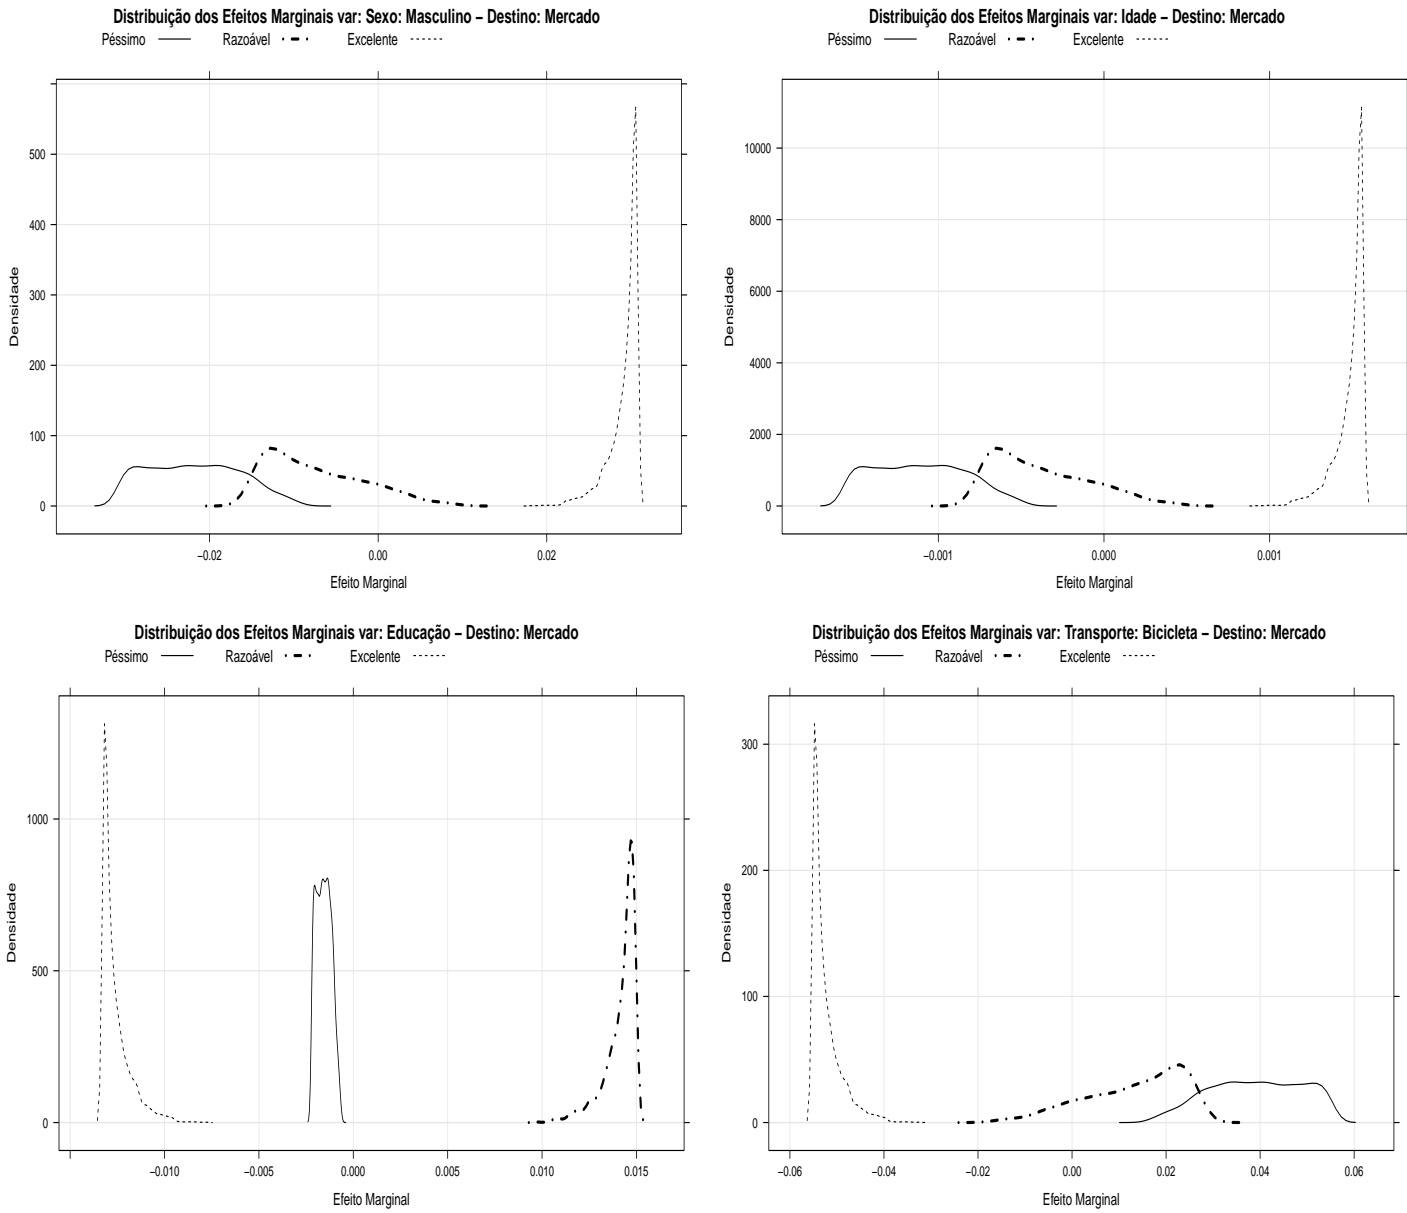 Distribuição dos Efeitos Marginais var: Sexo: Masculino – Destino: Mercado
Péssimo Razoável Excelente
500
400
300
200
100
0
Densidade
−0.02 0.00 0.02
Efeito Marginal
Distribuição dos Efeitos Marginais var: Idade – Destino: Mercado
Péssimo Razoável Excelente
10000
8000
6000
4000
2000
0
Densidade
−0.001 0.000 0.001
Efeito Marginal
Distribuição dos Efeitos Marginais var: Educação – Destino: Mercado
Péssimo Razoável Excelente
1000
500
0
Densidade
−0.010 −0.005 0.000 0.005 0.010 0.015
Efeito Marginal
Distribuição dos Efeitos Marginais var: Transporte: Bicicleta – Destino: Mercado
Péssimo Razoável Excelente
300
200
100
0
Densidade
−0.06 −0.04 −0.02 0.00 0.02 0.04 0.06
Efeito Marginal